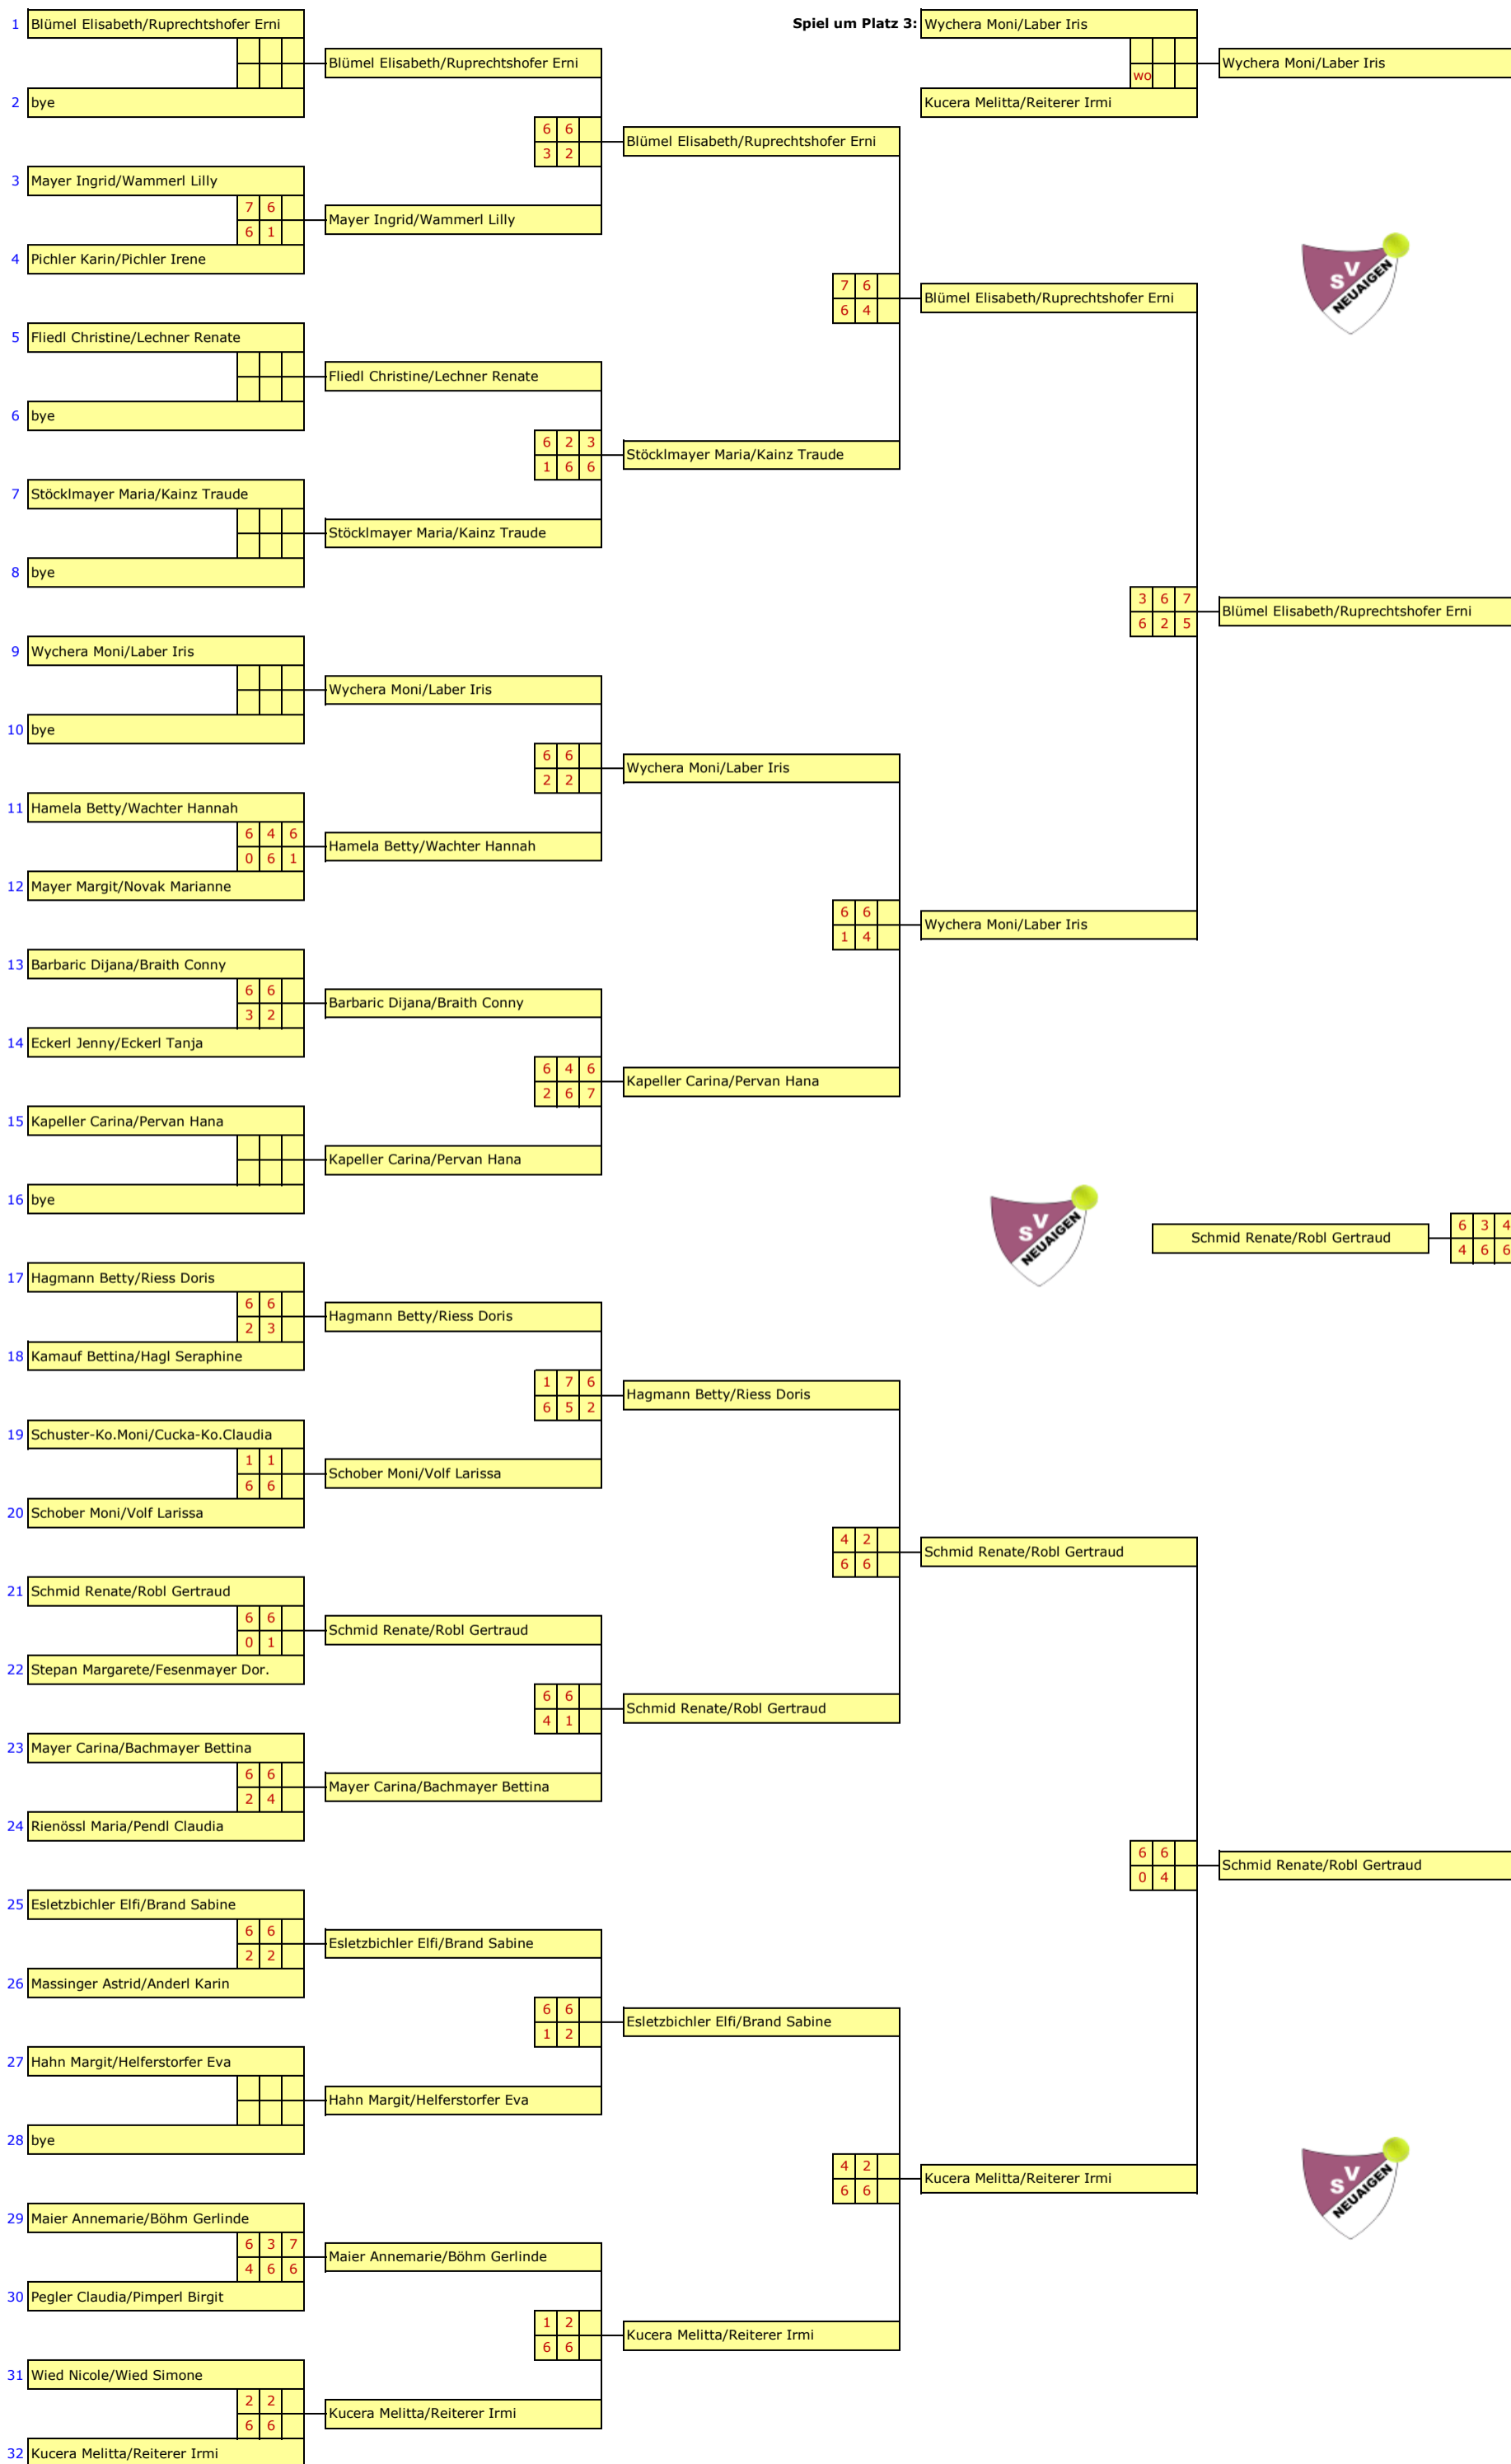 1 Blümel Elisabeth/Ruprechtshofer Erni
Spiel um Platz 3: Wychera Moni/Laber Iris
Blümel Elisabeth/Ruprechtshofer Erni
Wychera Moni/Laber Iris
wo
2 bye
Kucera Melitta/Reiterer Irmi
6 6
3 2
Blümel Elisabeth/Ruprechtshofer Erni
3 Mayer Ingrid/Wammerl Lilly
7 6
6 1
Mayer Ingrid/Wammerl Lilly
4 Pichler Karin/Pichler Irene
SV
NEUAIGEN
7 6
6 4
Blümel Elisabeth/Ruprechtshofer Erni
5 Fliedl Christine/Lechner Renate
Fliedl Christine/Lechner Renate
6 bye
6 2 3
1 6 6
Stöcklmayer Maria/Kainz Traude
7 Stöcklmayer Maria/Kainz Traude
Stöcklmayer Maria/Kainz Traude
8 bye
3 6 7
6 2 5
Blümel Elisabeth/Ruprechtshofer Erni
9 Wychera Moni/Laber Iris
Wychera Moni/Laber Iris
10 bye
6 6
2 2
Wychera Moni/Laber Iris
11 Hamela Betty/Wachter Hannah
6 4 6
0 6 1
Hamela Betty/Wachter Hannah
12 Mayer Margit/Novak Marianne
6 6
1 4
Wychera Moni/Laber Iris
13 Barbaric Dijana/Braith Conny
6 6
3 2
Barbaric Dijana/Braith Conny
14 Eckerl Jenny/Eckerl Tanja
6 4 6
2 6 7
Kapeller Carina/Pervan Hana
15 Kapeller Carina/Pervan Hana
Kapeller Carina/Pervan Hana
16 bye
SV
NEUAIGEN
Schmid Renate/Robl Gertraud
6 3 4
4 6 6
17 Hagmann Betty/Riess Doris
6 6
2 3
Hagmann Betty/Riess Doris
18 Kamauf Bettina/Hagl Seraphine
1 7 6
6 5 2
Hagmann Betty/Riess Doris
19 Schuster-Ko.Moni/Cucka-Ko.Claudia
1 1
6 6
Schober Moni/Volf Larissa
20 Schober Moni/Volf Larissa
4 2
6 6
Schmid Renate/Robl Gertraud
21 Schmid Renate/Robl Gertraud
6 6
0 1
Schmid Renate/Robl Gertraud
22 Stepan Margarete/Fesenmayer Dor.
6 6
4 1
Schmid Renate/Robl Gertraud
23 Mayer Carina/Bachmayer Bettina
6 6
2 4
Mayer Carina/Bachmayer Bettina
24 Rienössl Maria/Pendl Claudia
6 6
0 4
Schmid Renate/Robl Gertraud
25 Esletzbichler Elfi/Brand Sabine
6 6
2 2
Esletzbichler Elfi/Brand Sabine
26 Massinger Astrid/Anderl Karin
6 6
1 2
Esletzbichler Elfi/Brand Sabine
27 Hahn Margit/Helferstorfer Eva
Hahn Margit/Helferstorfer Eva
28 bye
SV
NEUAIGEN
4 2
6 6
Kucera Melitta/Reiterer Irmi
29 Maier Annemarie/Böhm Gerlinde
6 3 7
4 6 6
Maier Annemarie/Böhm Gerlinde
30 Pegler Claudia/Pimperl Birgit
1 2
6 6
Kucera Melitta/Reiterer Irmi
31 Wied Nicole/Wied Simone
2 2
6 6
Kucera Melitta/Reiterer Irmi
32 Kucera Melitta/Reiterer Irmi